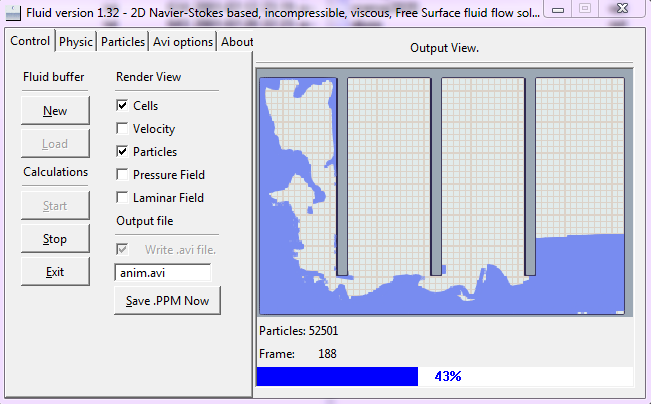 Fluid version 1.32 - 2D Navier-Stokes based, incompressible, viscous, Free Surface fluid flow sol...
Control Physic Particles Avi options About
Output View.
Fluid buffer
New
Load
Calculations
Start
Stop
Exit
Render View
Cells
Velocity
Particles
Pressure Field
Laminar Field
Output file
Write .avi file.
anim.avi
Save .PPM Now
Particles: 52501
Frame: 188
43%